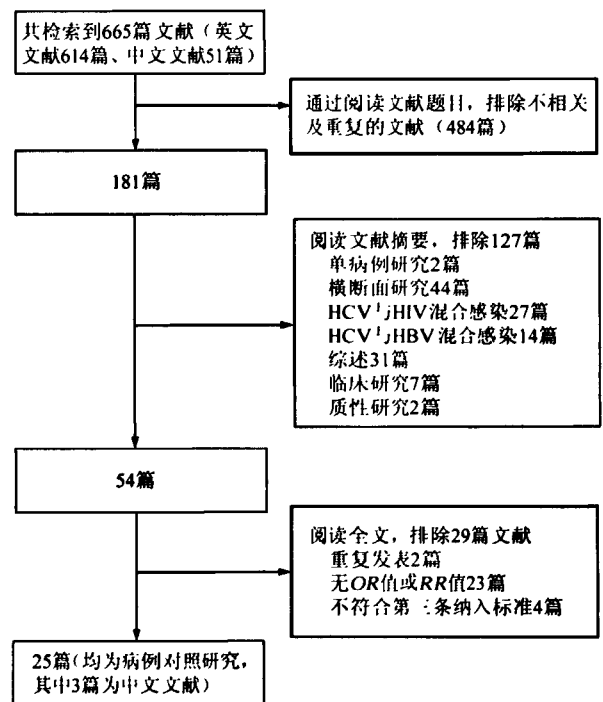 共检索到665篇文献（英文
文献614篇、中文文献51篇）
通过阅读文献题目，排除不相关
及重复的文献（484篇）
181篇
阅读文献摘要，排除127篇
单病例研究2篇
横断面研究44篇
HCV与HIV混合感染27篇
HCV与HBV混合感染14篇
综述31篇
临床研究7篇
质性研究2篇
54篇
阅读全文，排除29篇文献
重复发表2篇
无OR值或RR值23篇
不符合第三条纳入标准4篇
25篇（均为病例对照研究，
其中3篇为中文文献）